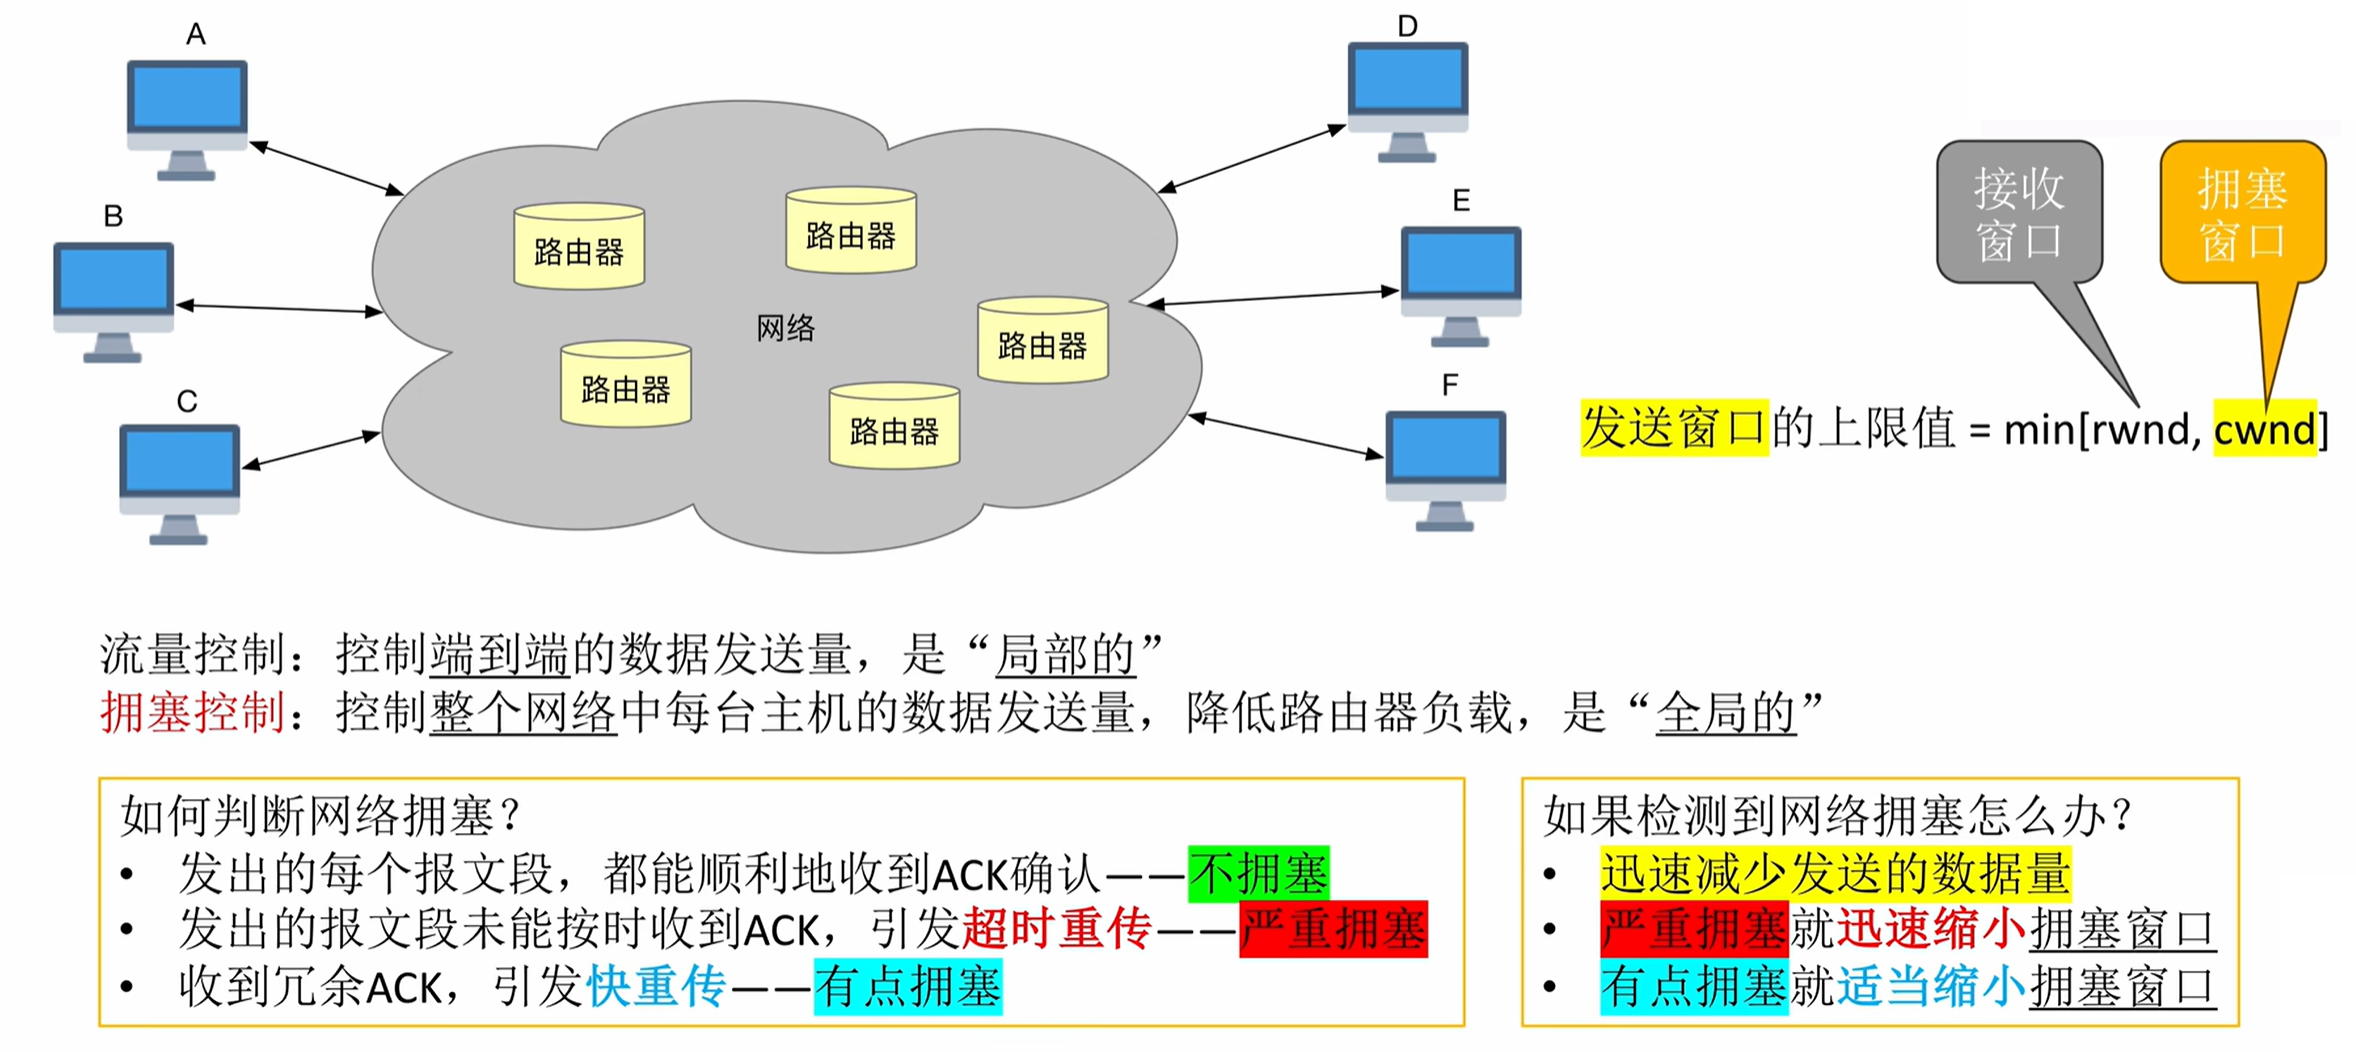 A
D
B
E
C
F
路由器
路由器
路由器
网络
路由器
路由器
接收
窗口
拥塞
窗口
发送窗口的上限值 = min[rwnd, cwnd]
流量控制：控制端到端的数据发送量，是“局部的”
拥塞控制：控制整个网络中每台主机的数据发送量，降低路由器负载，是“全局的”
如何判断网络拥塞？
• 发出的每个报文段，都能顺利地收到ACK确认——不拥塞
• 发出的报文段未能按时收到ACK，引发超时重传——严重拥塞
• 收到冗余ACK，引发快重传——有点拥塞
如果检测到网络拥塞怎么办？
• 迅速减少发送的数据量
• 严重拥塞就迅速缩小拥塞窗口
• 有点拥塞就适当缩小拥塞窗口